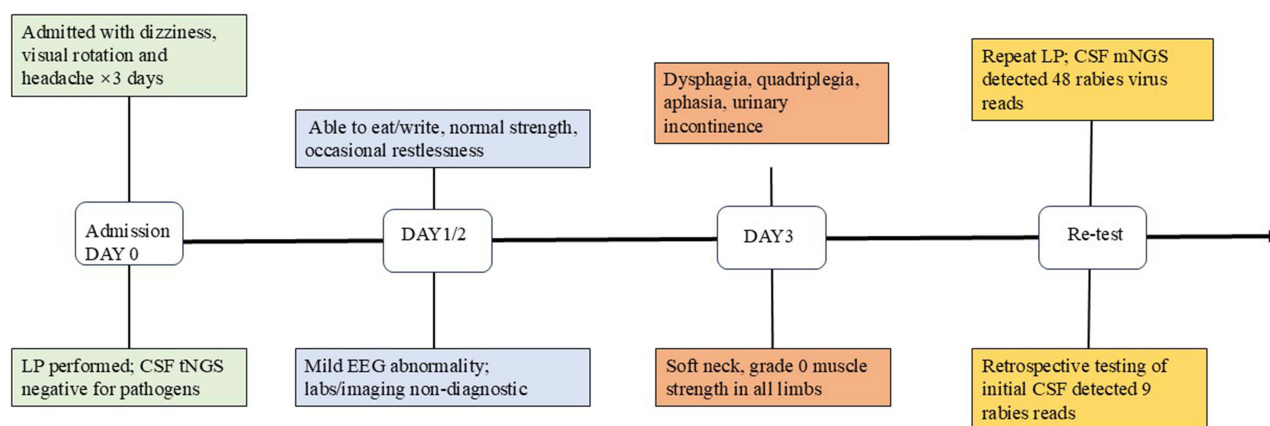 Admitted with dizziness,
visual rotation and
headache ×3 days
Able to eat/write, normal strength,
occasional restlessness
Dysphagia, quadriplegia,
aphasia, urinary
incontinence
Repeat LP; CSF mNGS
detected 48 rabies virus
reads
Admission
DAY 0
DAY1/2
DAY3
Re-test
LP performed; CSF tNGS
negative for pathogens
Mild EEG abnormality;
labs/imaging non-diagnostic
Soft neck, grade 0 muscle
strength in all limbs
Retrospective testing of
initial CSF detected 9
rabies reads